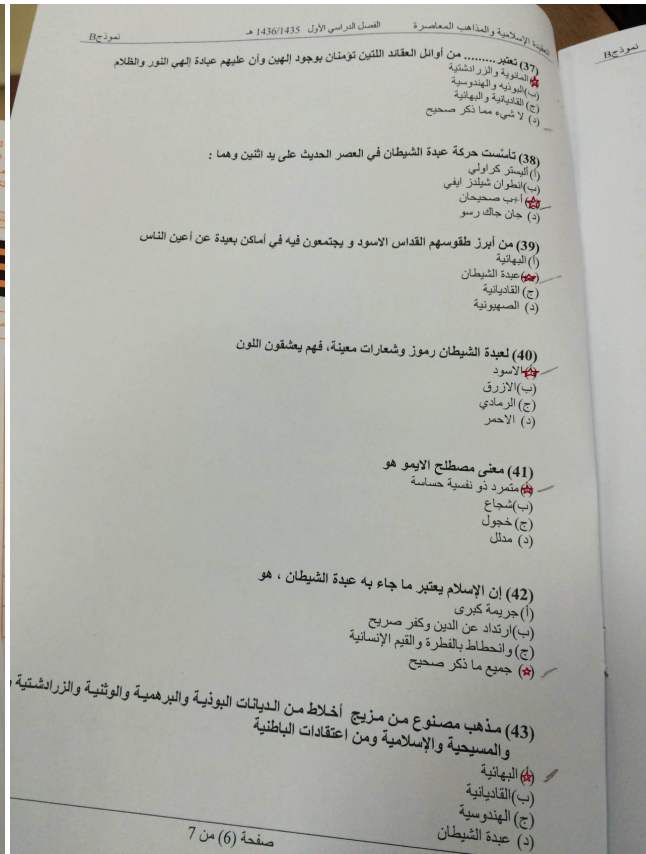 العقيدة الإسلامية والمذاهب المعاصرة الفصل الدراسي الأول 1436/1435 هـ نموذجB
(37) تعتبر ......... من أوائل العقائد اللتين تؤمنان بوجود إلهين وأن عليهم عبادة إلهي النور والظلام
المانوية والزرادشتية
(ب)البوذيه والهندوسية
(ج) القاديانية والبهائية
(د) لا شيء مما ذكر صحيح
(38) تأسست حركة عبدة الشيطان في العصر الحديث على يد اثنين وهما :
(أ)أليستر كراولي
(ب)انطوان شيلدز ايفي
أ+ب صحيحان
(د) جان جاك رسو
(39) من أبرز طقوسهم القداس الاسود و يجتمعون فيه في أماكن بعيدة عن أعين الناس
(أ) البهائية
عبدة الشيطان
(ج) القاديانية
(د) الصهيونية
(40) لعبدة الشيطان رموز وشعارات معينة، فهم يعشقون اللون
الاسود
(ب)الازرق
(ج) الرمادي
(د) الاحمر
(41) معنى مصطلح الايمو هو
متمرد ذو نفسية حساسة
(ب)شجاع
(ج) خجول
(د) مدلل
(42) إن الإسلام يعتبر ما جاء به عبدة الشيطان ، هو
(أ) جريمة كبرى
(ب)ارتداد عن الدين وكفر صريح
(ج) وانحطاط بالفطرة والقيم الإنسانية
جميع ما ذكر صحيح
(43) مذهب مصنوع من مزيج أخلاط من الديانات البوذية والبرهمية والوثنية والزرادشتية
والمسيحية والإسلامية ومن اعتقادات الباطنية
البهائية
(ب)القاديانية
(ج) الهندوسية
(د) عبدة الشيطان
صفحة (6) من 7
نموذجB